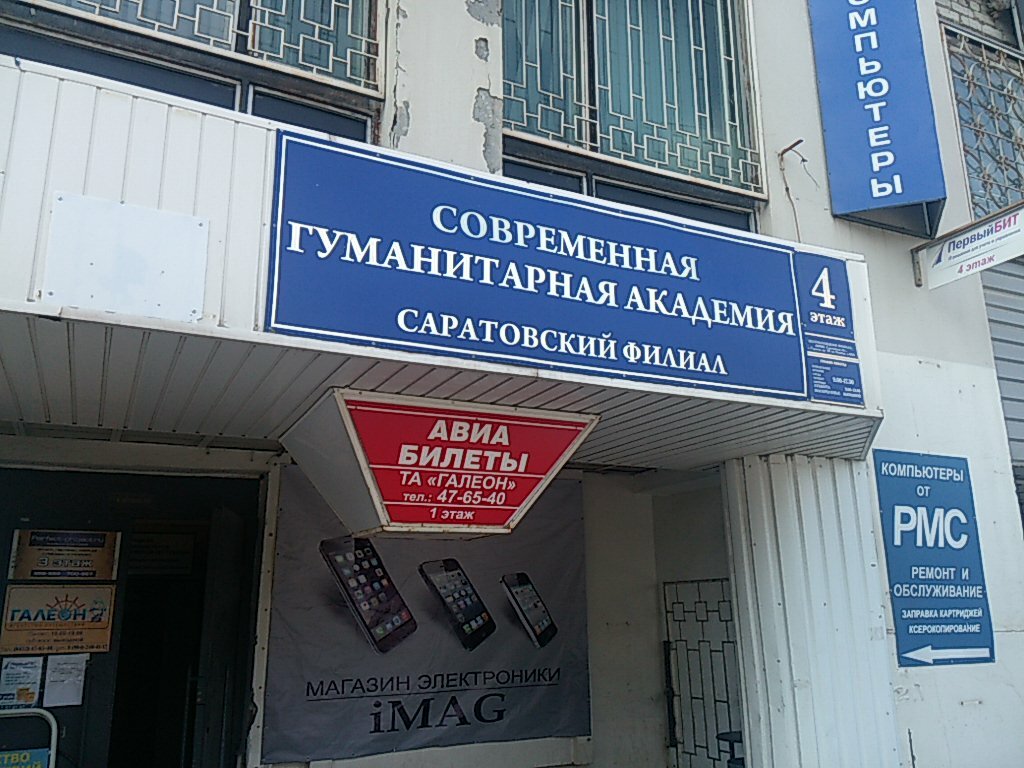 КОМПЬЮТЕРЫ
СОВРЕМЕННАЯ
ГУМАНИТАРНАЯ АКАДЕМИЯ
САРАТОВСКИЙ ФИЛИАЛ
4
этаж
ПервыйБИТ
4 этаж
АВИА
БИЛЕТЫ
ТА «ГАЛЕОН»
тел.: 47-65-40
1 этаж
КОМПЬЮТЕРЫ
ОТ
РМС
РЕМОНТ И
ОБСЛУЖИВАНИЕ
ЗАПРАВКА КАРТРИДЖЕЙ
КСЕРОКОПИРОВАНИЕ
3 этаж
ГАЛЕОН
МАГАЗИН ЭЛЕКТРОНИКИ
iMAG